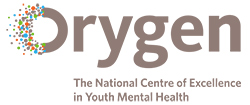 Orygen
The National Centre of Excellence
in Youth Mental Health